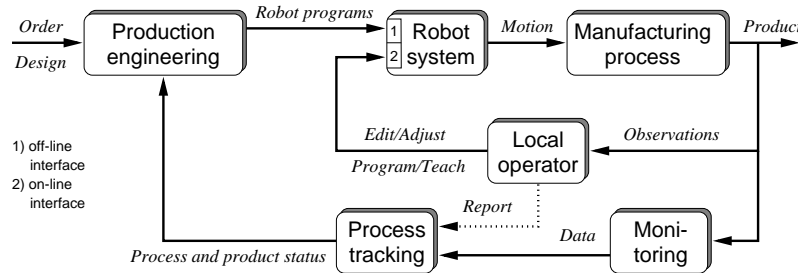 Order
Design
Production
engineering
Robot programs
1
2
Robot
system
Motion
Manufacturing
process
Product
1) off-line
interface
2) on-line
interface
Edit/Adjust
Program/Teach
Local
operator
Observations
Report
Process and product status
Process
tracking
Data
Moni-
toring